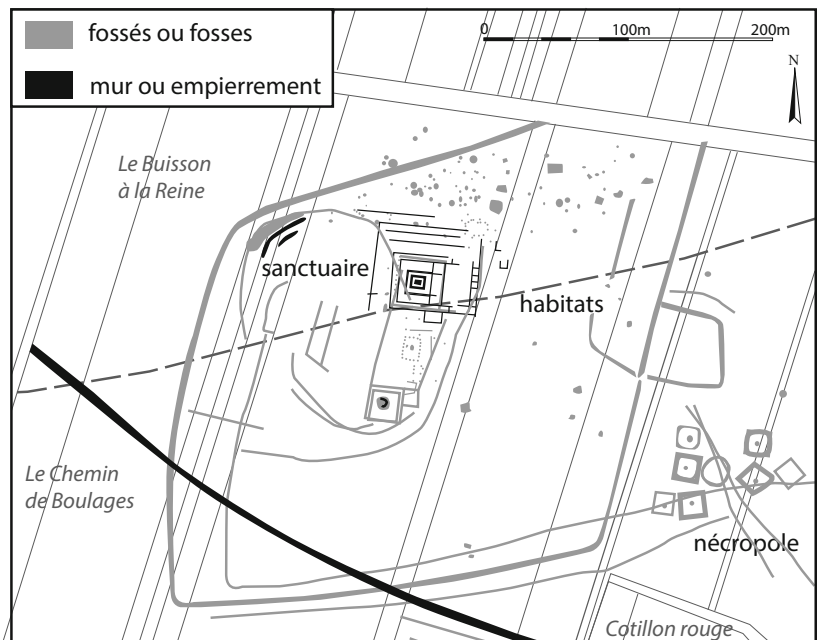 fossés ou fosses
mur ou empierrement
0 100m 200m
N
Le Buisson
à la Reine
sanctuaire
habitats
Le Chemin
de Boulages
nécropole
Cotillon rouge